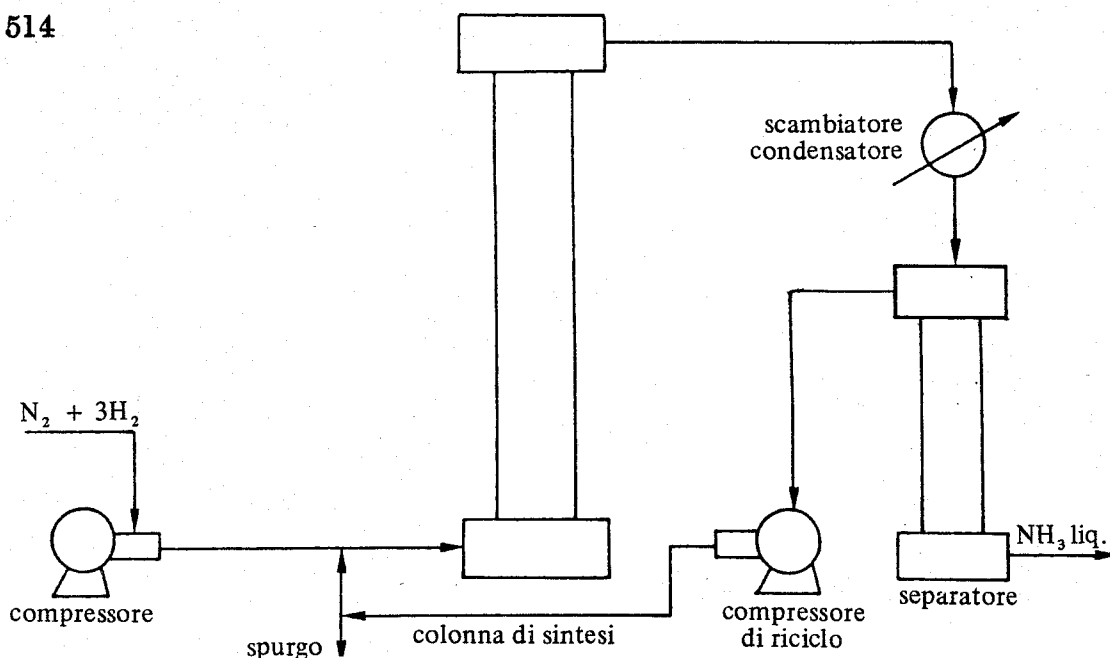 514
scambiatore
condensatore
N₂ + 3H₂
NH₃ liq.
compressore
separatore
compressore
di riciclo
colonna di sintesi
spurgo